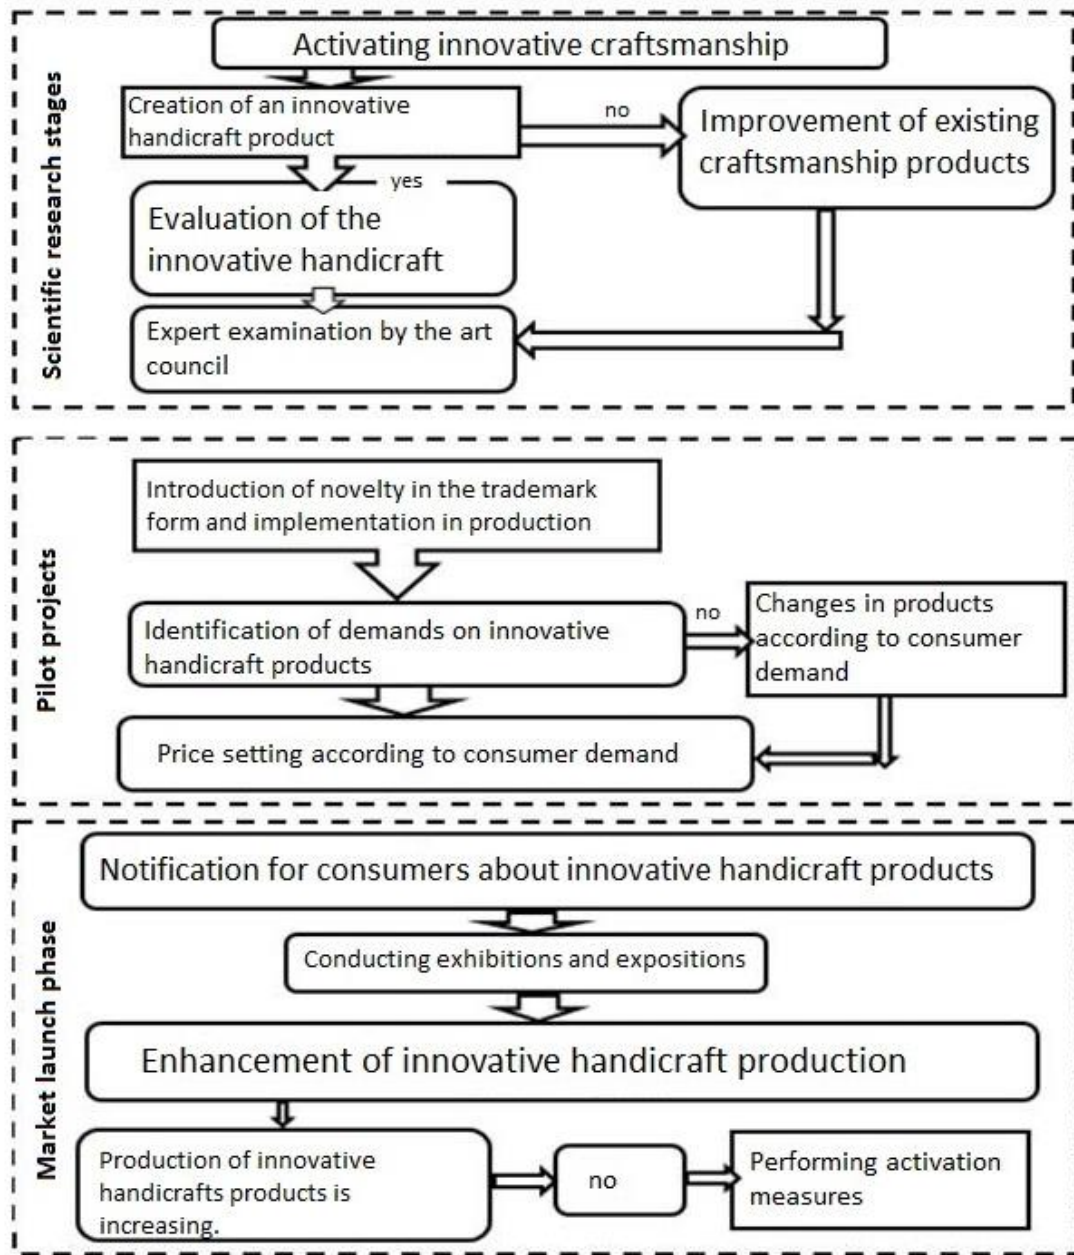 Scientific research stages
Activating innovative craftsmanship
Creation of an innovative
handicraft product
no
Improvement of existing
craftsmanship products
yes
Evaluation of the
innovative handicraft
Expert examination by the art
council
Pilot projects
Introduction of novelty in the trademark
form and implementation in production
Identification of demands on innovative
handicraft products
no
Changes in products
according to consumer
demand
Price setting according to consumer demand
Market launch phase
Notification for consumers about innovative handicraft products
Conducting exhibitions and expositions
Enhancement of innovative handicraft production
Production of innovative
handicrafts products is
increasing.
no
Performing activation
measures